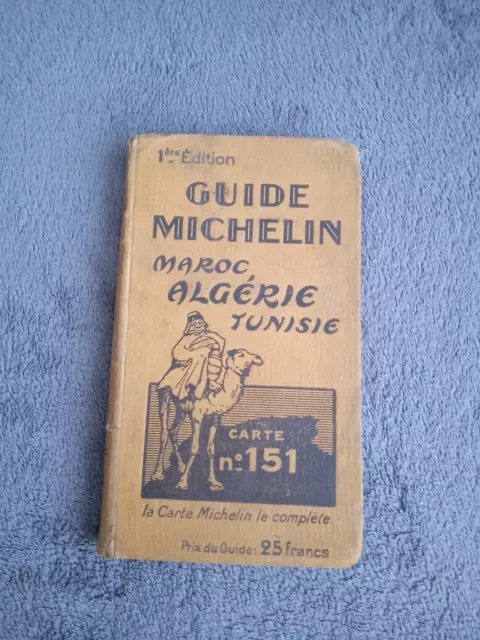 1ère Édition
GUIDE
MICHELIN
MAROC,
ALGÉRIE
TUNISIE
CARTE
nº 151
la Carte Michelin le complète.
Prix du Guide: 25 francs